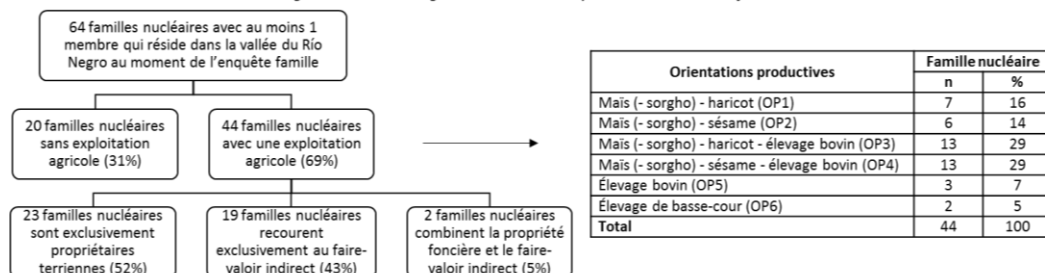 64 familles nucléaires avec au moins 1
membre qui réside dans la vallée du Río
Negro au moment de l'enquête famille
20 familles nucléaires
sans exploitation
agricole (31%)
44 familles nucléaires
avec une exploitation
agricole (69%)
23 familles nucléaires
sont exclusivement
propriétaires
terriennes (52%)
19 familles nucléaires
recourent
exclusivement au faire-
valoir indirect (43%)
2 familles nucléaires
combinent la propriété
foncière et le faire-
valoir indirect (5%)
Orientations productives Famille nucléaire
n %
Maïs (- sorgho) - haricot (OP1) 7 16
Maïs (- sorgho) - sésame (OP2) 6 14
Maïs (- sorgho) - haricot - élevage bovin (OP3) 13 29
Maïs (- sorgho) - sésame - élevage bovin (OP4) 13 29
Élevage bovin (OP5) 3 7
Élevage de basse-cour (OP6) 2 5
Total 44 100